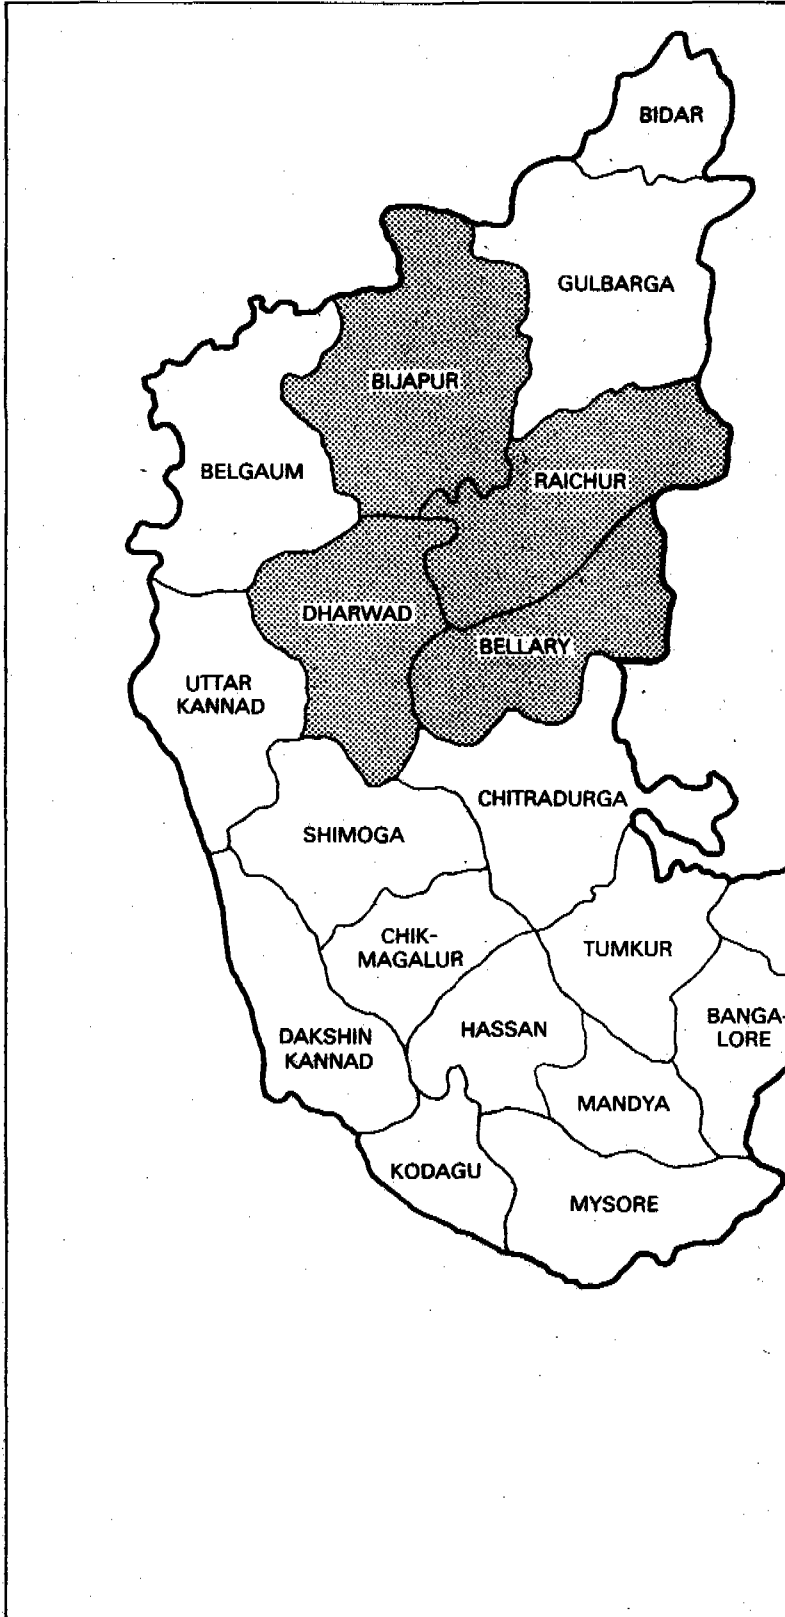 BIDAR
GULBARGA
BIJAPUR
BELGAUM
RAICHUR
DHARWAD
BELLARY
UTTAR
KANNAD
CHITRADURGA
SHIMOGA
CHIK-
MAGALUR
TUMKUR
BANGA-
LORE
DAKSHIN
KANNAD
HASSAN
MANDYA
KODAGU
MYSORE